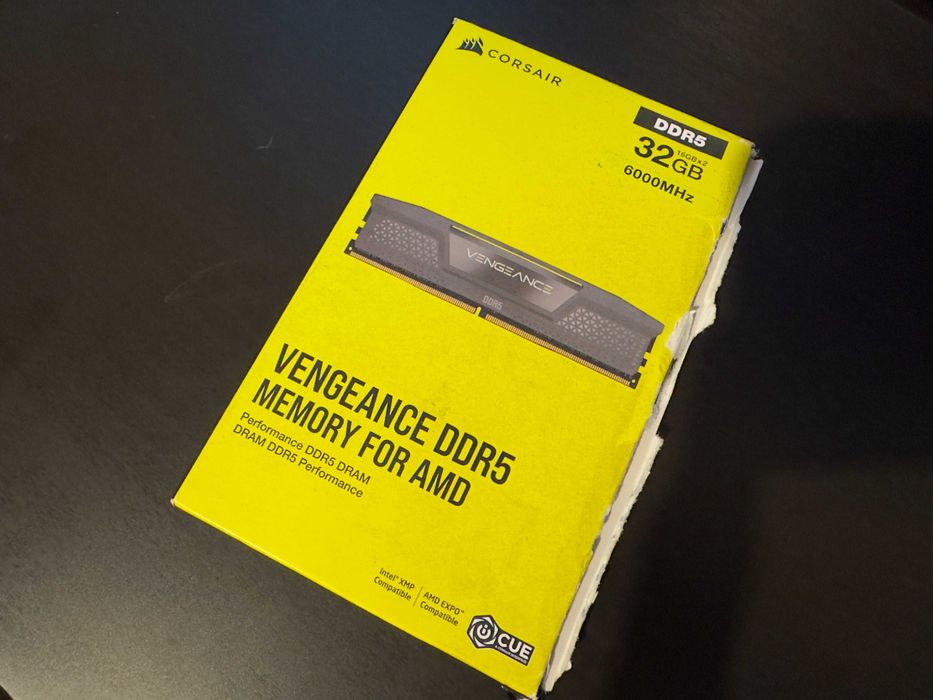 CORSAIR
DDR5
16GBx2
32GB
6000MHz
VENGEANCE
DDR5
VENGEANCE DDR5
MEMORY FOR AMD
Performance DDR5 DRAM
DRAM DDR5 Performance
Intel® XMP
Compatible
AMD EXPO™
Compatible
iCUE